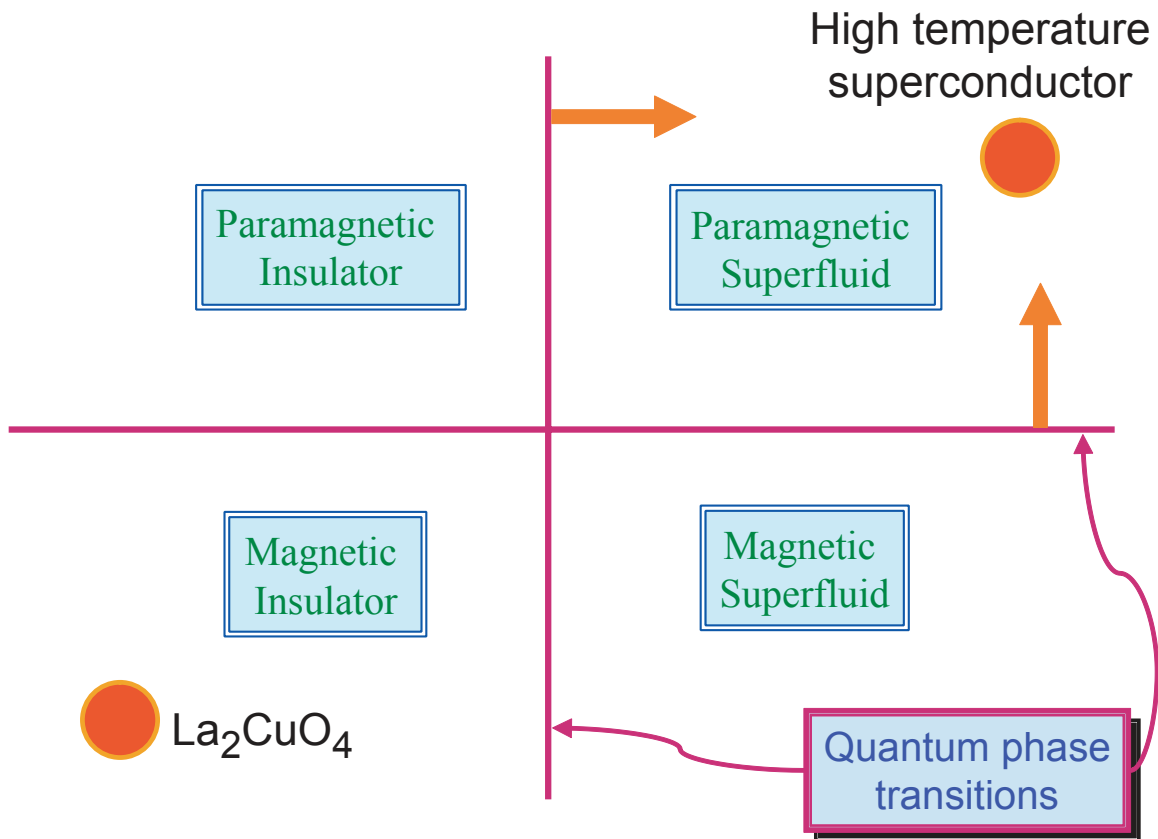 High temperature
superconductor
Paramagnetic
Insulator
Paramagnetic
Superfluid
Magnetic
Insulator
Magnetic
Superfluid
La₂CuO₄
Quantum phase
transitions